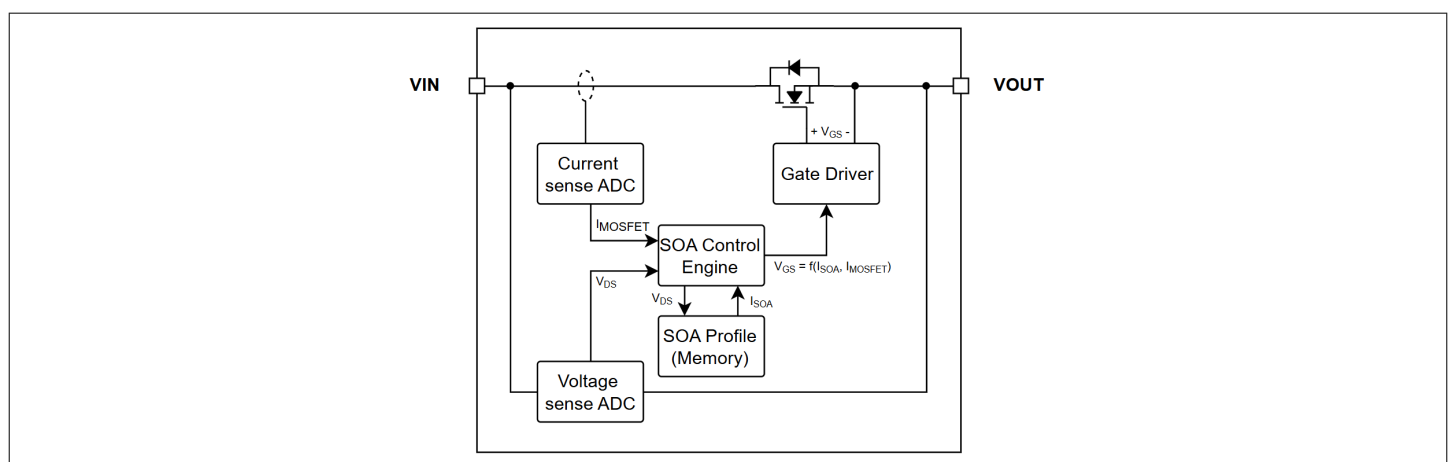 VIN
VOUT
+ VGS -
Current
sense ADC
Gate Driver
IMOSFET
SOA Control
Engine
VGS = f(ISOA, IMOSFET)
VDS
VDS
ISOA
SOA Profile
(Memory)
Voltage
sense ADC